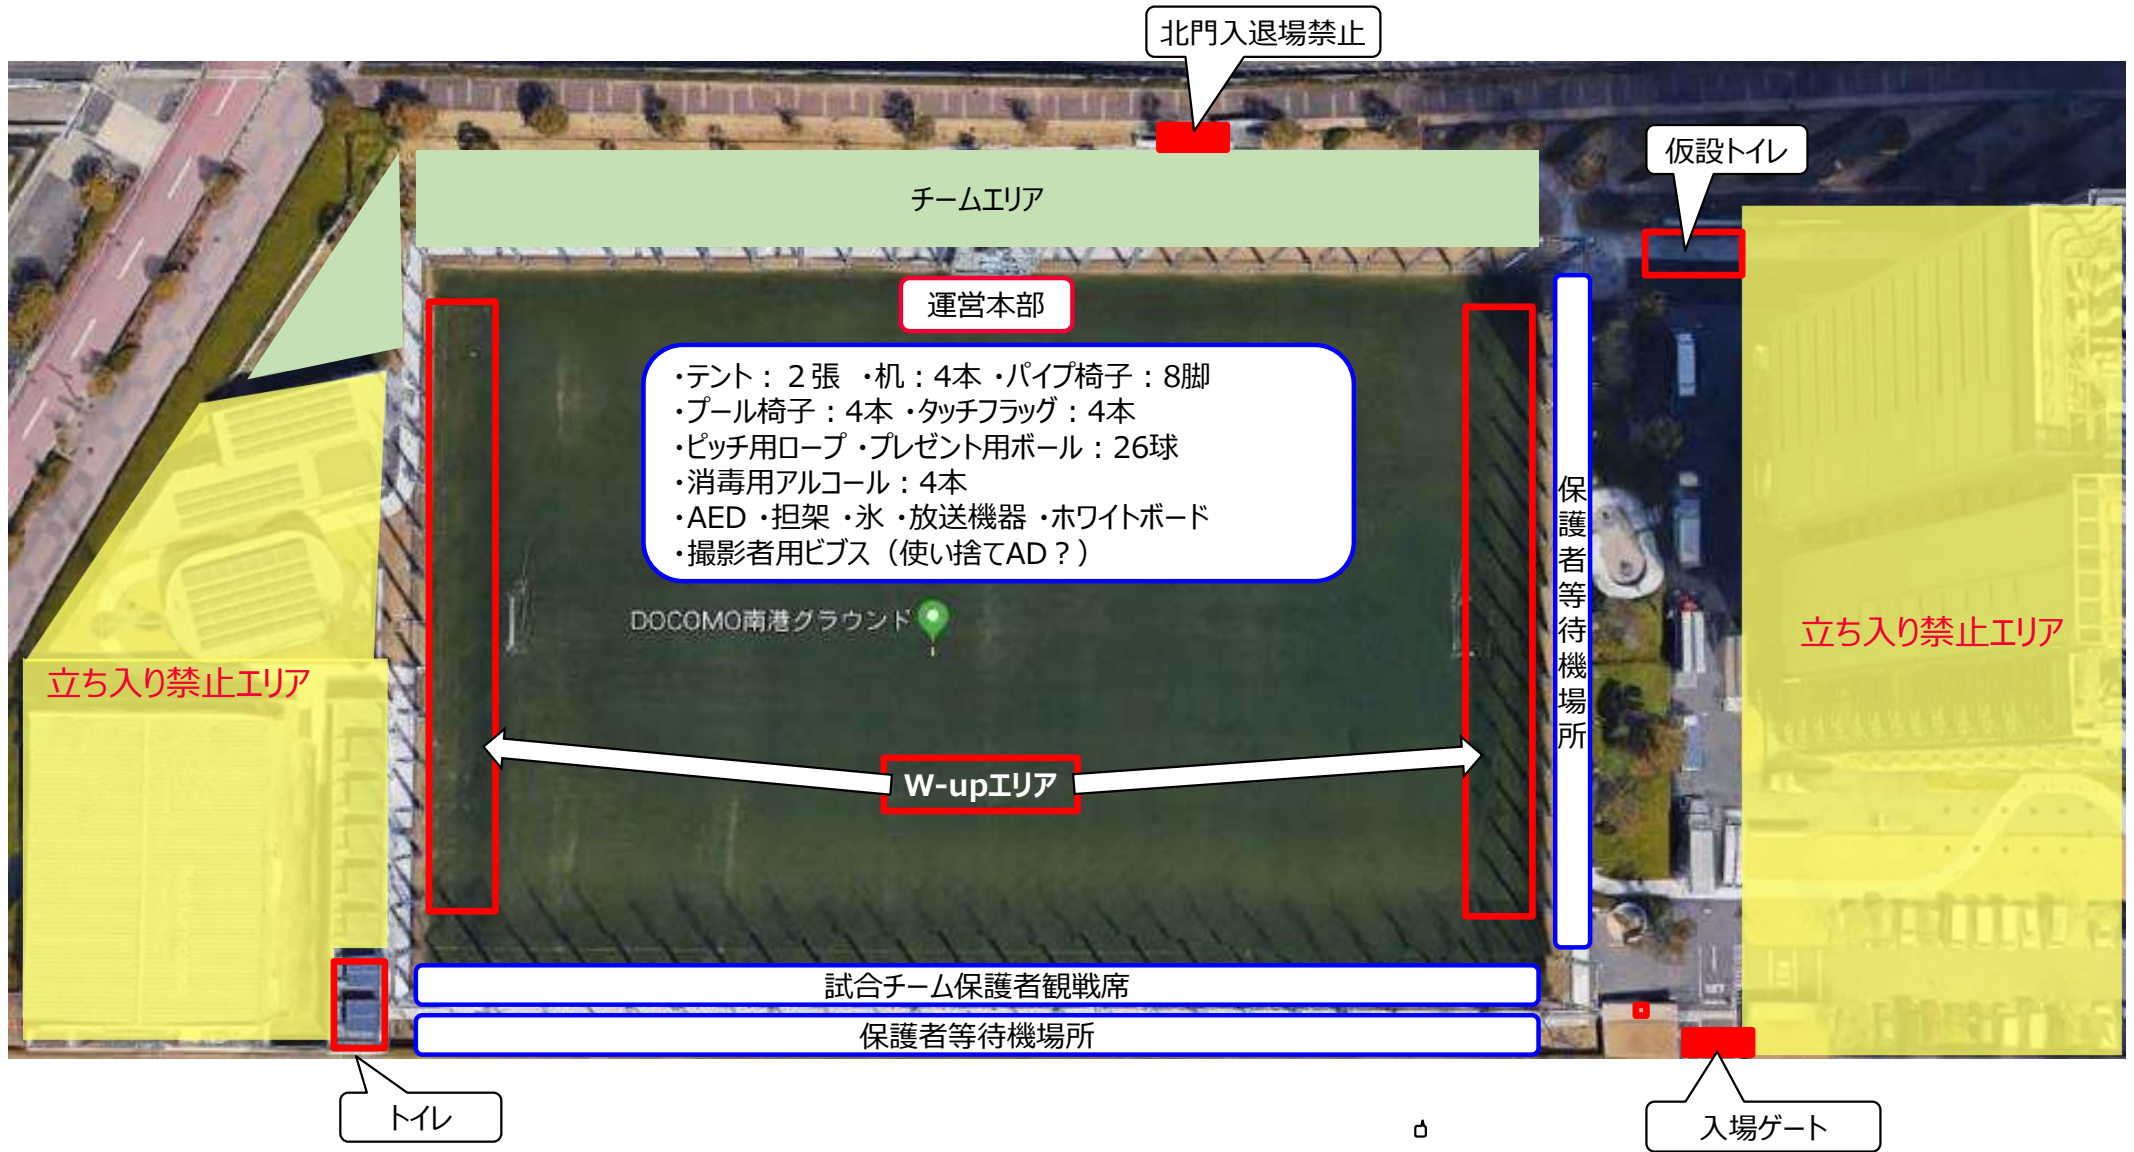 北門入退場禁止
仮設トイレ
チームエリア
運営本部
・テント：２張 ・机：4本 ・パイプ椅子：8脚
・プール椅子：4本 ・タッチフラッグ：4本
・ピッチ用ロープ ・プレゼント用ボール：26球
・消毒用アルコール：4本
・AED ・担架 ・氷 ・放送機器 ・ホワイトボード
・撮影者用ビブス（使い捨てAD？）
保護者等待機場所
DOCOMO南港グラウンド
立ち入り禁止エリア
立ち入り禁止エリア
W-upエリア
試合チーム保護者観戦席
保護者等待機場所
トイレ
入場ゲート